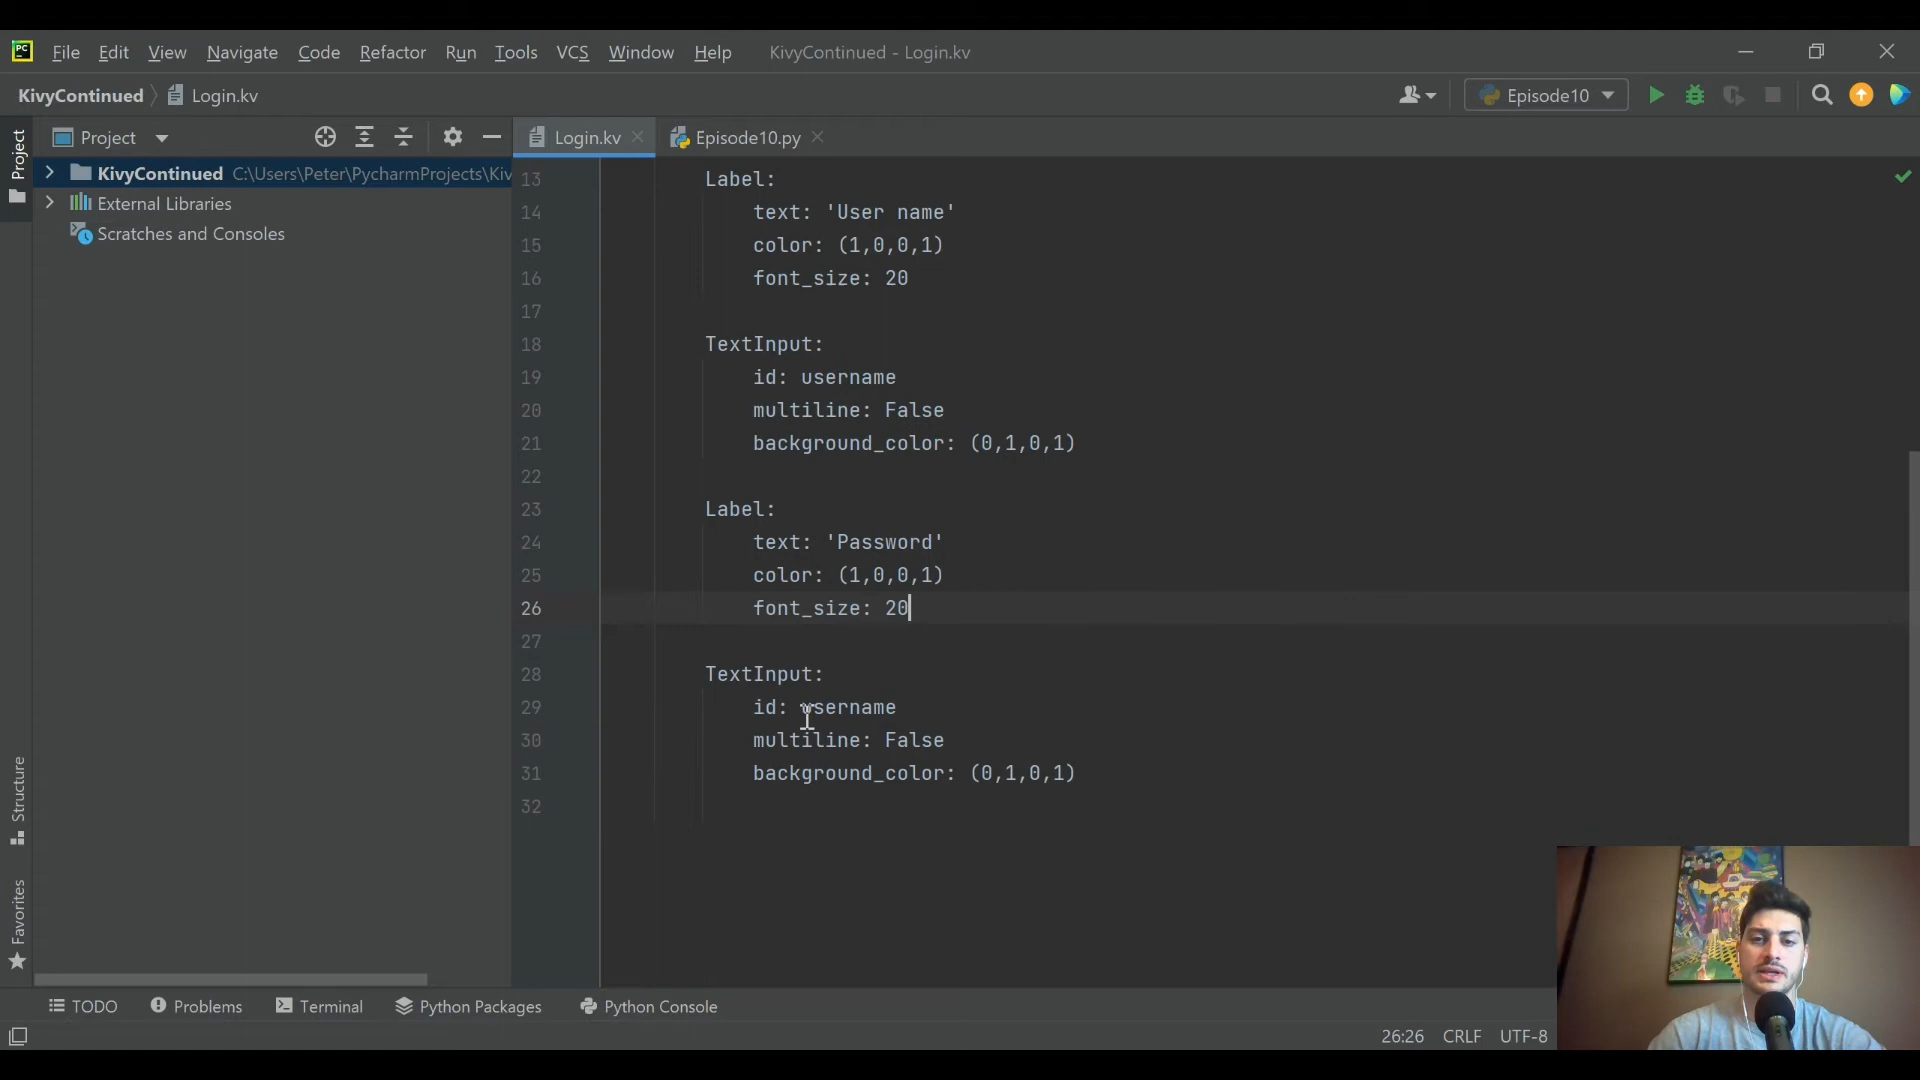 PC File Edit View Navigate Code Refactor Run Tools VCS Window Help KivyContinued - Login.kv
KivyContinued Login.kv Episode10
Project Login.kv Episode10.py
Project
KivyContinued C:\Users\Peter\PycharmProjects\Kiv
External Libraries
Scratches and Consoles
13 Label:
14 text: 'User name'
15 color: (1,0,0,1)
16 font_size: 20
17
18 TextInput:
19 id: username
20 multiline: False
21 background_color: (0,1,0,1)
22
23 Label:
24 text: 'Password'
25 color: (1,0,0,1)
26 font_size: 20
27
28 TextInput:
29 id: username
30 multiline: False
31 background_color: (0,1,0,1)
32
Structure
Favorites
TODO Problems Terminal Python Packages Python Console
26:26 CRLF UTF-8